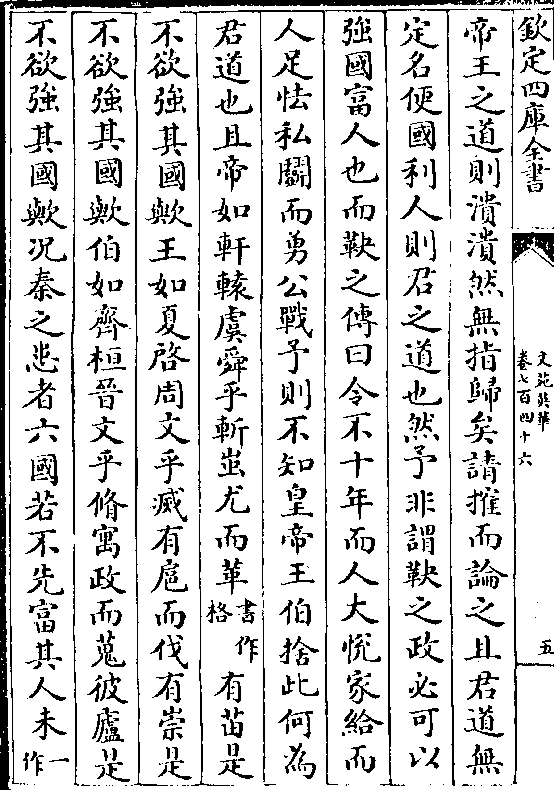 欽定四庫全書
文苑英華
卷七百四十六
五
帝王之道則潰潰然無指歸矣請搉而論之且君道無
定名便國利人則君之道也然予非謂鞅之政必可以
強國富人也而鞅之傳曰令不十年而人大悅家給而
人足怯私鬭而勇公戰予則不知皇帝王伯捨此何為
君道也且帝如軒轅虞舜乎斬蚩尤而革書作格有苗是
不欲強其國歟王如夏啓周文乎滅有扈而伐有崇是
不欲強其國歟伯如齊桓晉文乎脩寓政而蒐彼廬是
不欲強其國歟况秦之患者六國若不先富其人未一作